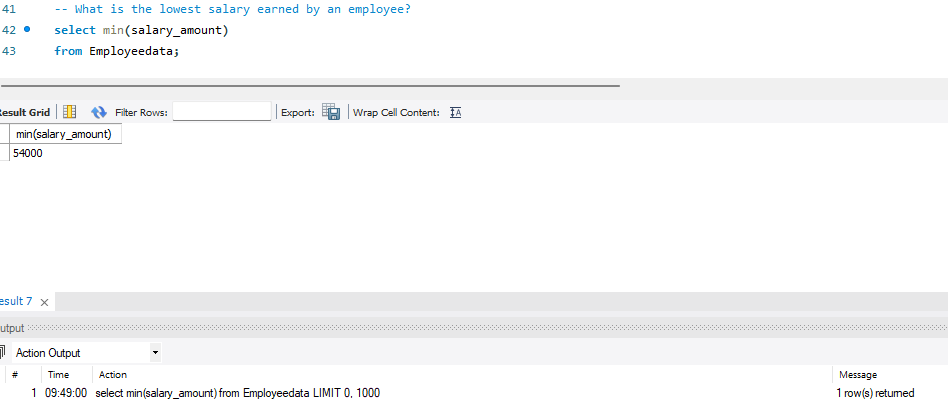 41 -- What is the lowest salary earned by an employee?
42 select min(salary_amount)
43 from Employeedata;
esult Grid Filter Rows: Export: Wrap Cell Content: IA
min(salary_amount)
54000
esult 7 ×
utput
Action Output
# Time Action Message
1 09:49:00 select min(salary_amount) from Employeedata LIMIT 0, 1000 1 row(s) returned